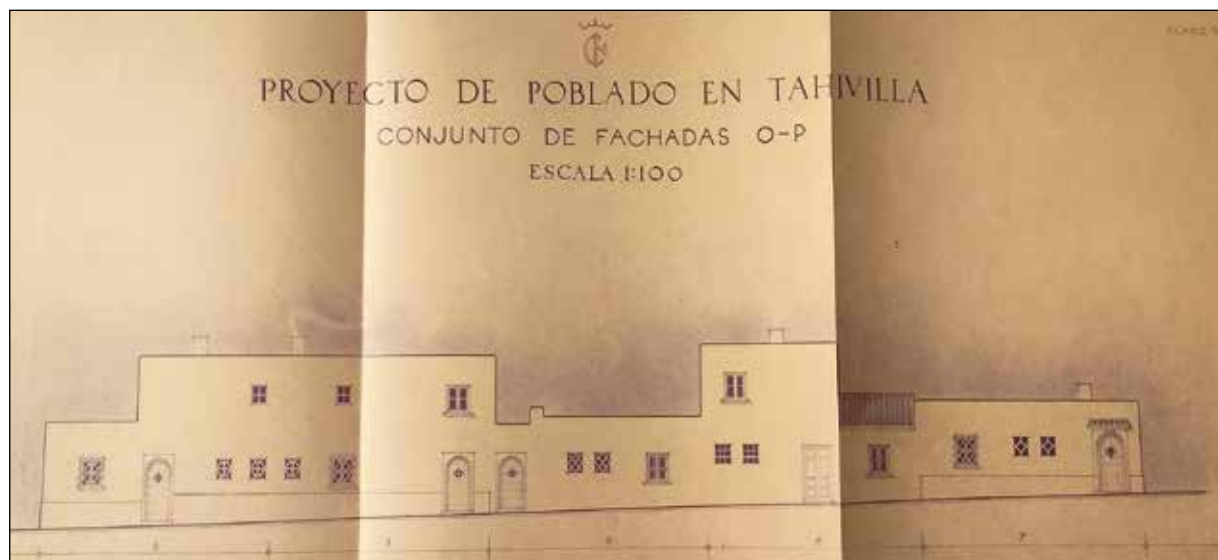 PROYECTO DE POBLADO EN TAHIVILLA
CONJUNTO DE FACHADAS O-P
ESCALA 1:100